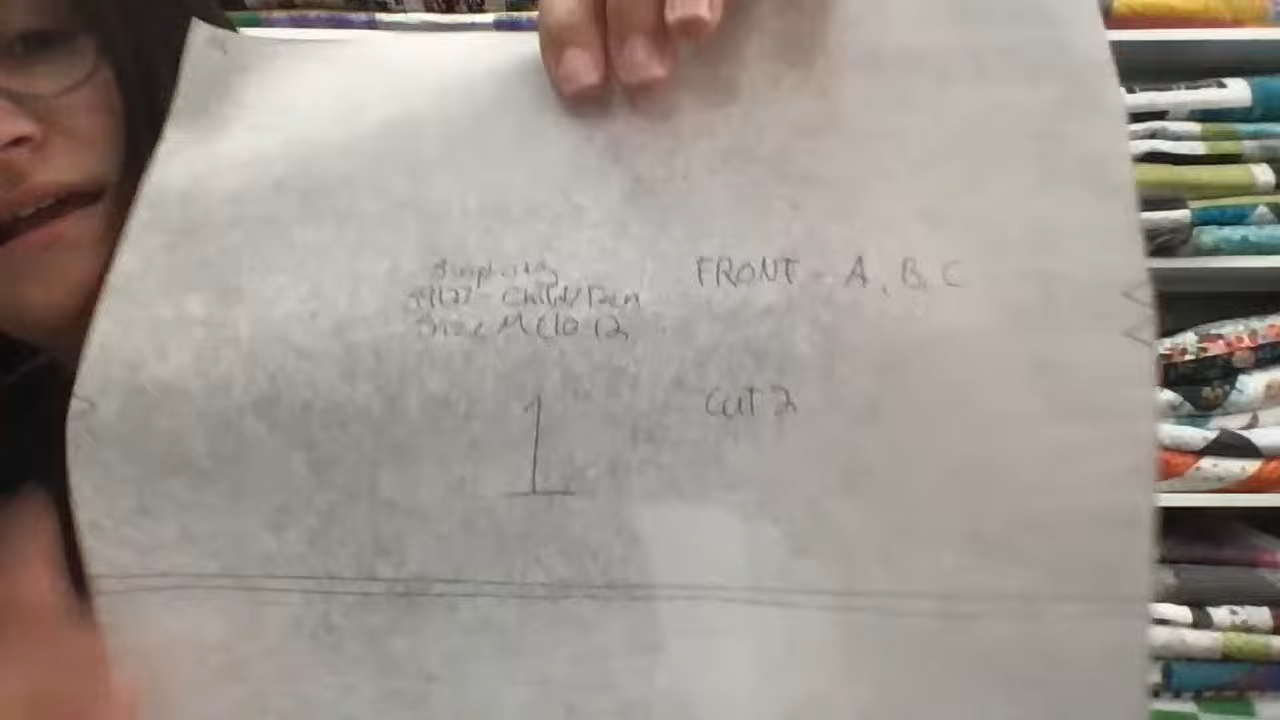 Simplicity
Child/Teen
Size M (10 12)
FRONT - A, B, C
1
CUT 2